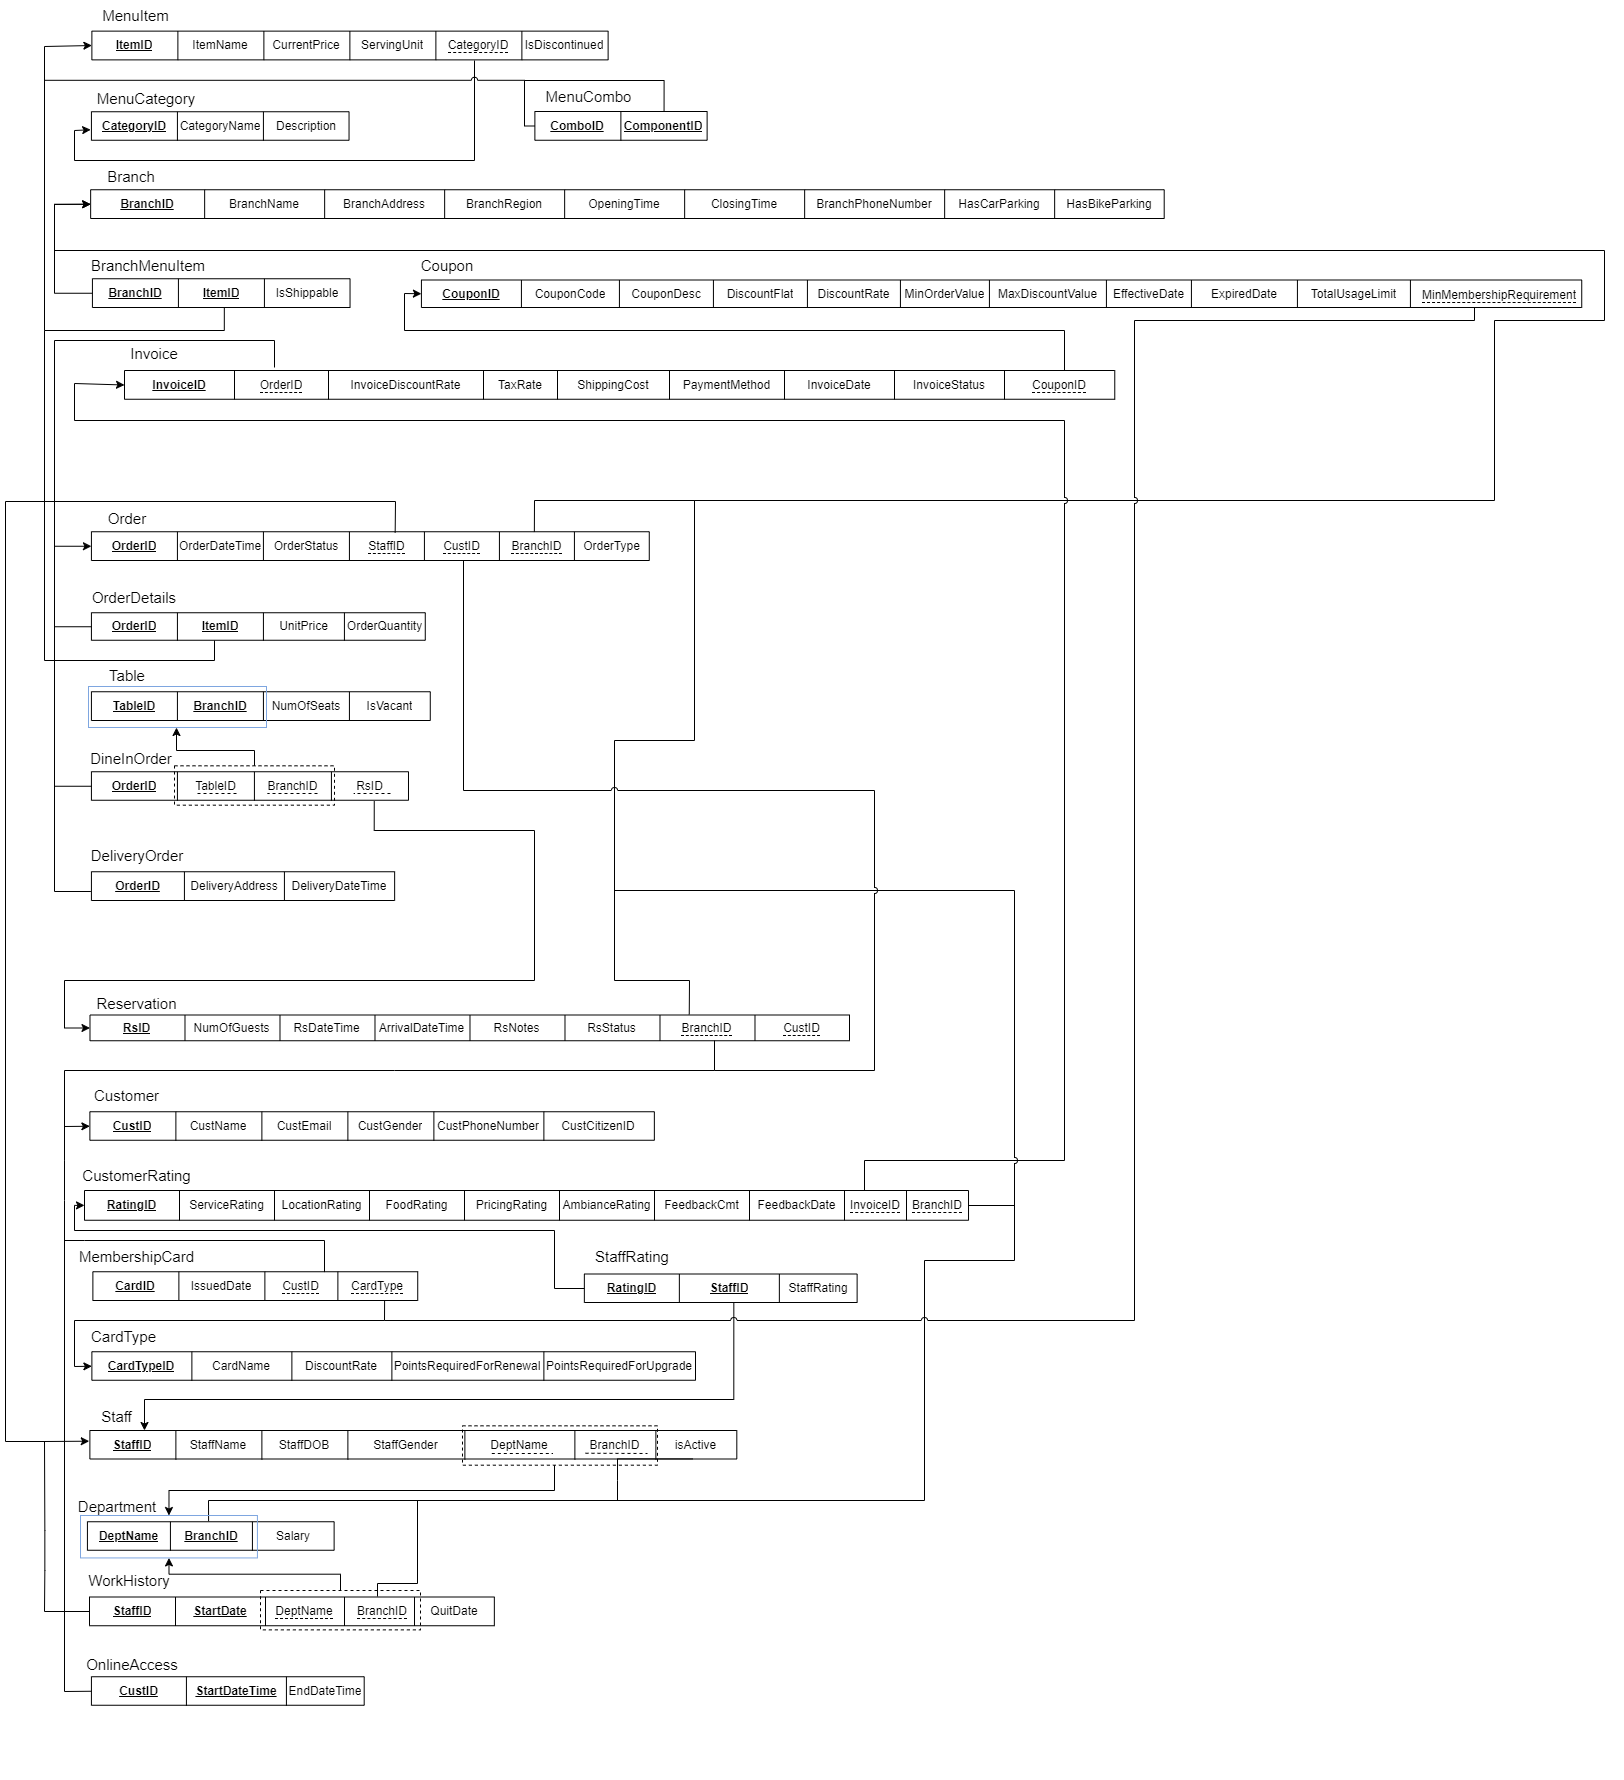 MenuItem
ItemID ItemName CurrentPrice ServingUnit CategoryID IsDiscontinued
MenuCategory
CategoryID CategoryName Description
MenuCombo
ComboID ComponentID
Branch
BranchID BranchName BranchAddress BranchRegion OpeningTime ClosingTime BranchPhoneNumber HasCarParking HasBikeParking
BranchMenuItem
BranchID ItemID IsShippable
Coupon
CouponID CouponCode CouponDesc DiscountFlat DiscountRate MinOrderValue MaxDiscountValue EffectiveDate ExpiredDate TotalUsageLimit MinMembershipRequirement
Invoice
InvoiceID OrderID InvoiceDiscountRate TaxRate ShippingCost PaymentMethod InvoiceDate InvoiceStatus CouponID
Order
OrderID OrderDateTime OrderStatus StaffID CustID BranchID OrderType
OrderDetails
OrderID ItemID UnitPrice OrderQuantity
Table
TableID BranchID NumOfSeats IsVacant
DineInOrder
OrderID TableID BranchID RsID
DeliveryOrder
OrderID DeliveryAddress DeliveryDateTime
Reservation
RsID NumOfGuests RsDateTime ArrivalDateTime RsNotes RsStatus BranchID CustID
Customer
CustID CustName CustEmail CustGender CustPhoneNumber CustCitizenID
CustomerRating
RatingID ServiceRating LocationRating FoodRating PricingRating AmbianceRating FeedbackCmt FeedbackDate InvoiceID BranchID
MembershipCard
CardID IssuedDate CustID CardType
StaffRating
RatingID StaffID StaffRating
CardType
CardTypeID CardName DiscountRate PointsRequiredForRenewal PointsRequiredForUpgrade
Staff
StaffID StaffName StaffDOB StaffGender DeptName BranchID isActive
Department
DeptName BranchID Salary
WorkHistory
StaffID StartDate DeptName BranchID QuitDate
OnlineAccess
CustID StartDateTime EndDateTime